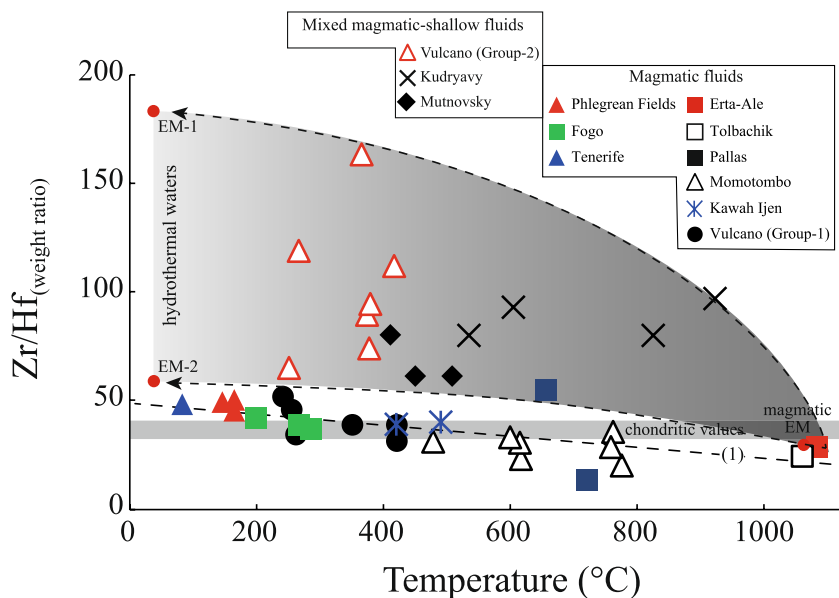 Mixed magmatic-shallow fluids
Vulcano (Group-2)
Kudryavy
Mutnovsky
Magmatic fluids
Phlegrean Fields
Fogo
Tenerife
Erta-Ale
Tolbachik
Pallas
Momotombo
Kawah Ijen
Vulcano (Group-1)
Zr/Hf(weight ratio)
200
150
100
50
0
EM-1
hydrothermal waters
EM-2
magmatic
EM
chondritic values
(1)
0
200
400
600
800
1000
Temperature (°C)